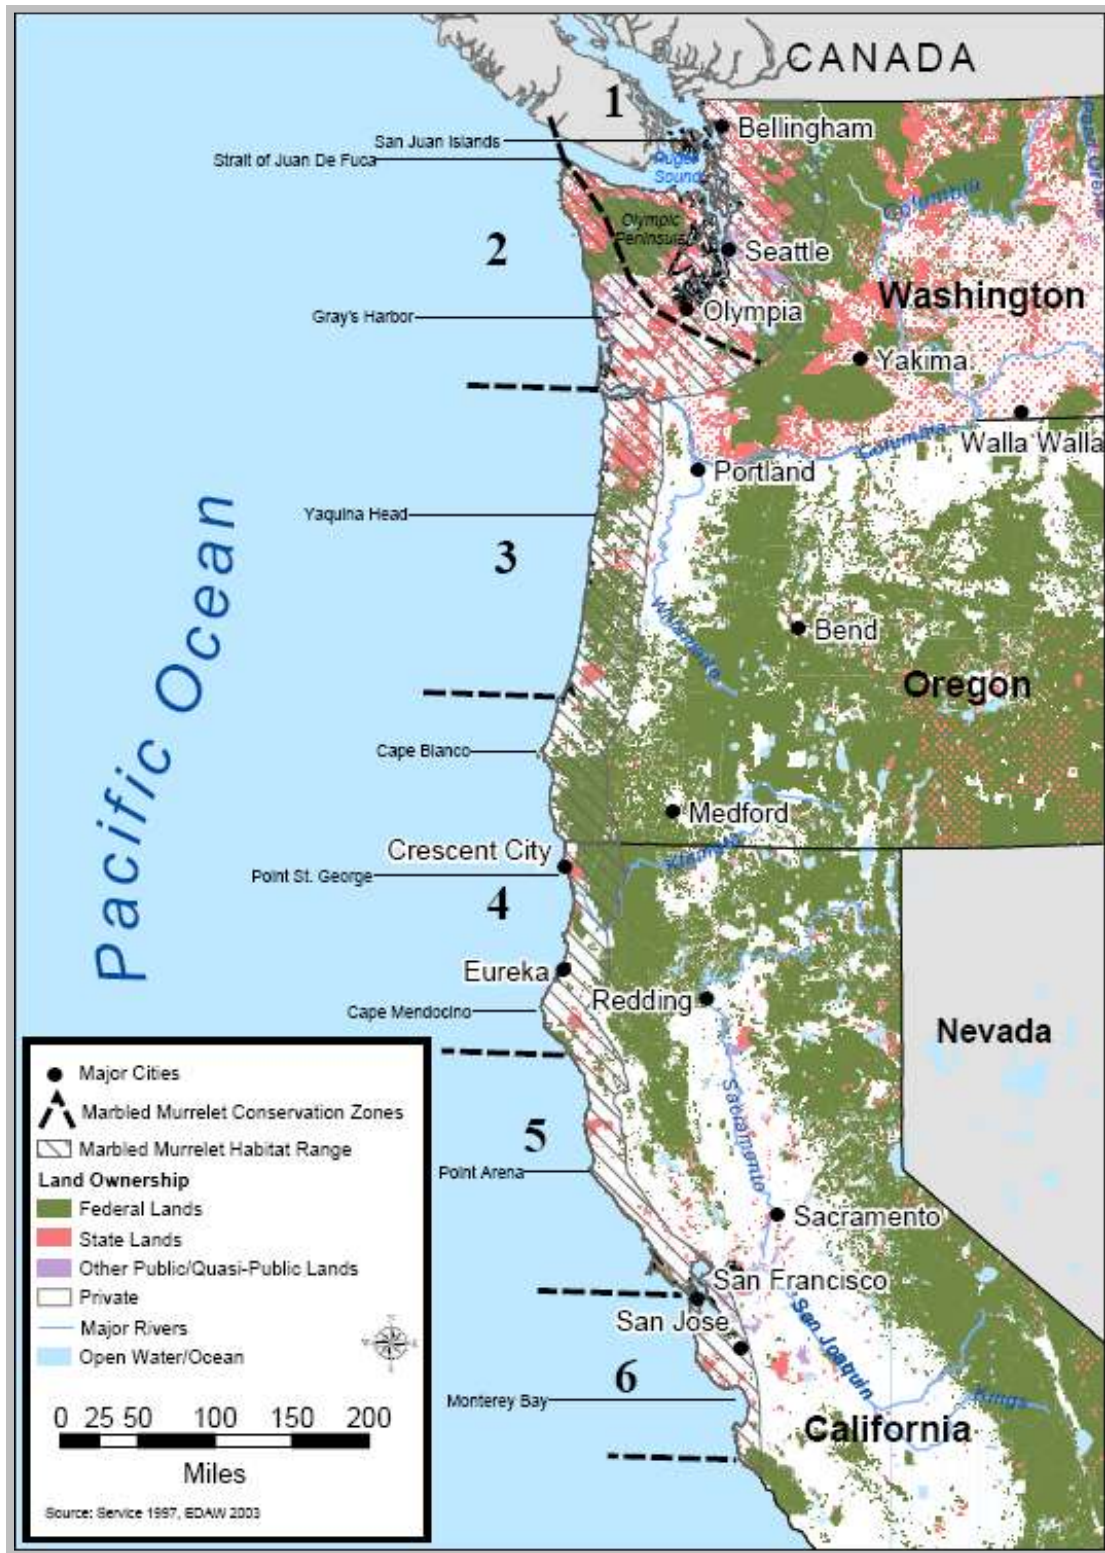 CANADA
1
San Juan Islands
Bellingham
Strait of Juan De Fuca
Puget
Sound
Pend Oreille
Columbia
Olympic
Peninsula
2
Seattle
Washington
Gray's Harbor
Olympia
Yakima
Walla Walla
Columbia
Portland
Yaquina Head
3
Willamette
Bend
Oregon
Pacific Ocean
Cape Blanco
Medford
Crescent City
Klamath
Point St. George
4
Eureka
Redding
Cape Mendocino
Nevada
Sacramento
5
Point Arena
Sacramento
San Francisco
San Jose
San Joaquin
6
Monterey Bay
Kings
California
Major Cities
Marbled Murrelet Conservation Zones
Marbled Murrelet Habitat Range
Land Ownership
Federal Lands
State Lands
Other Public/Quasi-Public Lands
Private
Major Rivers
Open Water/Ocean
0 25 50 100 150 200
Miles
Source: Service 1997, EDAW 2003